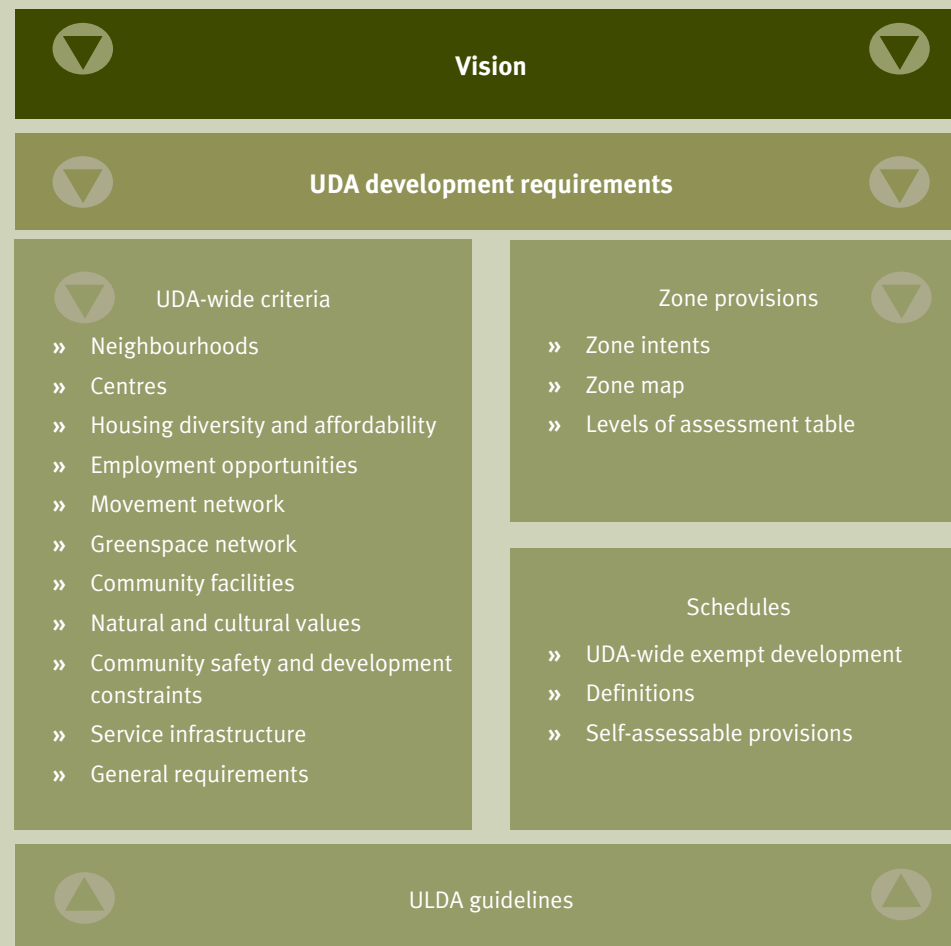 Vision
UDA development requirements
UDA-wide criteria
» Neighbourhoods
» Centres
» Housing diversity and affordability
» Employment opportunities
» Movement network
» Greenspace network
» Community facilities
» Natural and cultural values
» Community safety and development
constraints
» Service infrastructure
» General requirements
Zone provisions
» Zone intents
» Zone map
» Levels of assessment table
Schedules
» UDA-wide exempt development
» Definitions
» Self-assessable provisions
ULDA guidelines